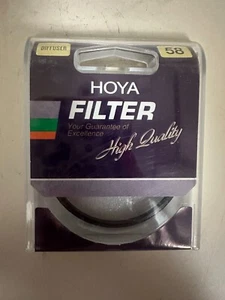 DIFFUSER
58
HOYA
FILTER
Your Guarantee of
Excellence
High Quality